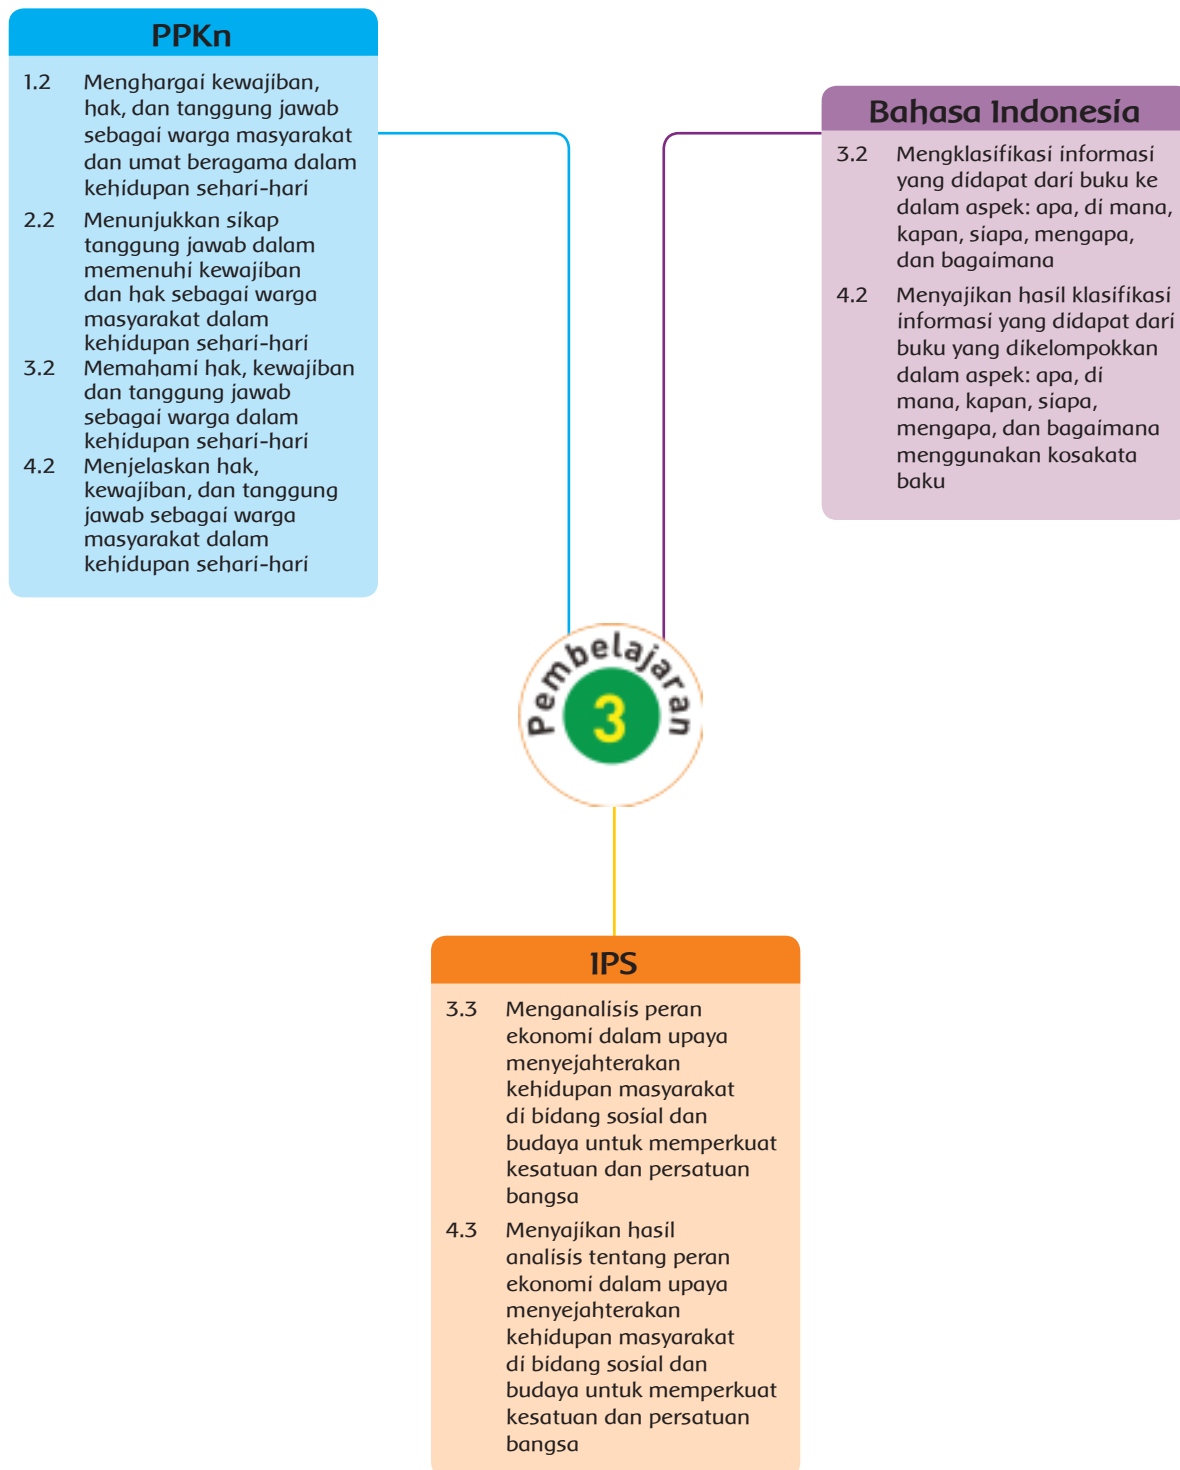 PPKn
1.2 Menghargai kewajiban,
hak, dan tanggung jawab
sebagai warga masyarakat
dan umat beragama dalam
kehidupan sehari-hari
2.2 Menunjukkan sikap
tanggung jawab dalam
memenuhi kewajiban
dan hak sebagai warga
masyarakat dalam
kehidupan sehari-hari
3.2 Memahami hak, kewajiban
dan tanggung jawab
sebagai warga dalam
kehidupan sehari-hari
4.2 Menjelaskan hak,
kewajiban, dan tanggung
jawab sebagai warga
masyarakat dalam
kehidupan sehari-hari
Bahasa Indonesia
3.2 Mengklasifikasi informasi
yang didapat dari buku ke
dalam aspek: apa, di mana,
kapan, siapa, mengapa,
dan bagaimana
4.2 Menyajikan hasil klasifikasi
informasi yang didapat dari
buku yang dikelompokkan
dalam aspek: apa, di
mana, kapan, siapa,
mengapa, dan bagaimana
menggunakan kosakata
baku
Pembelajaran
3
IPS
3.3 Menganalisis peran
ekonomi dalam upaya
menyejahterakan
kehidupan masyarakat
di bidang sosial dan
budaya untuk memperkuat
kesatuan dan persatuan
bangsa
4.3 Menyajikan hasil
analisis tentang peran
ekonomi dalam upaya
menyejahterakan
kehidupan masyarakat
di bidang sosial dan
budaya untuk memperkuat
kesatuan dan persatuan
bangsa